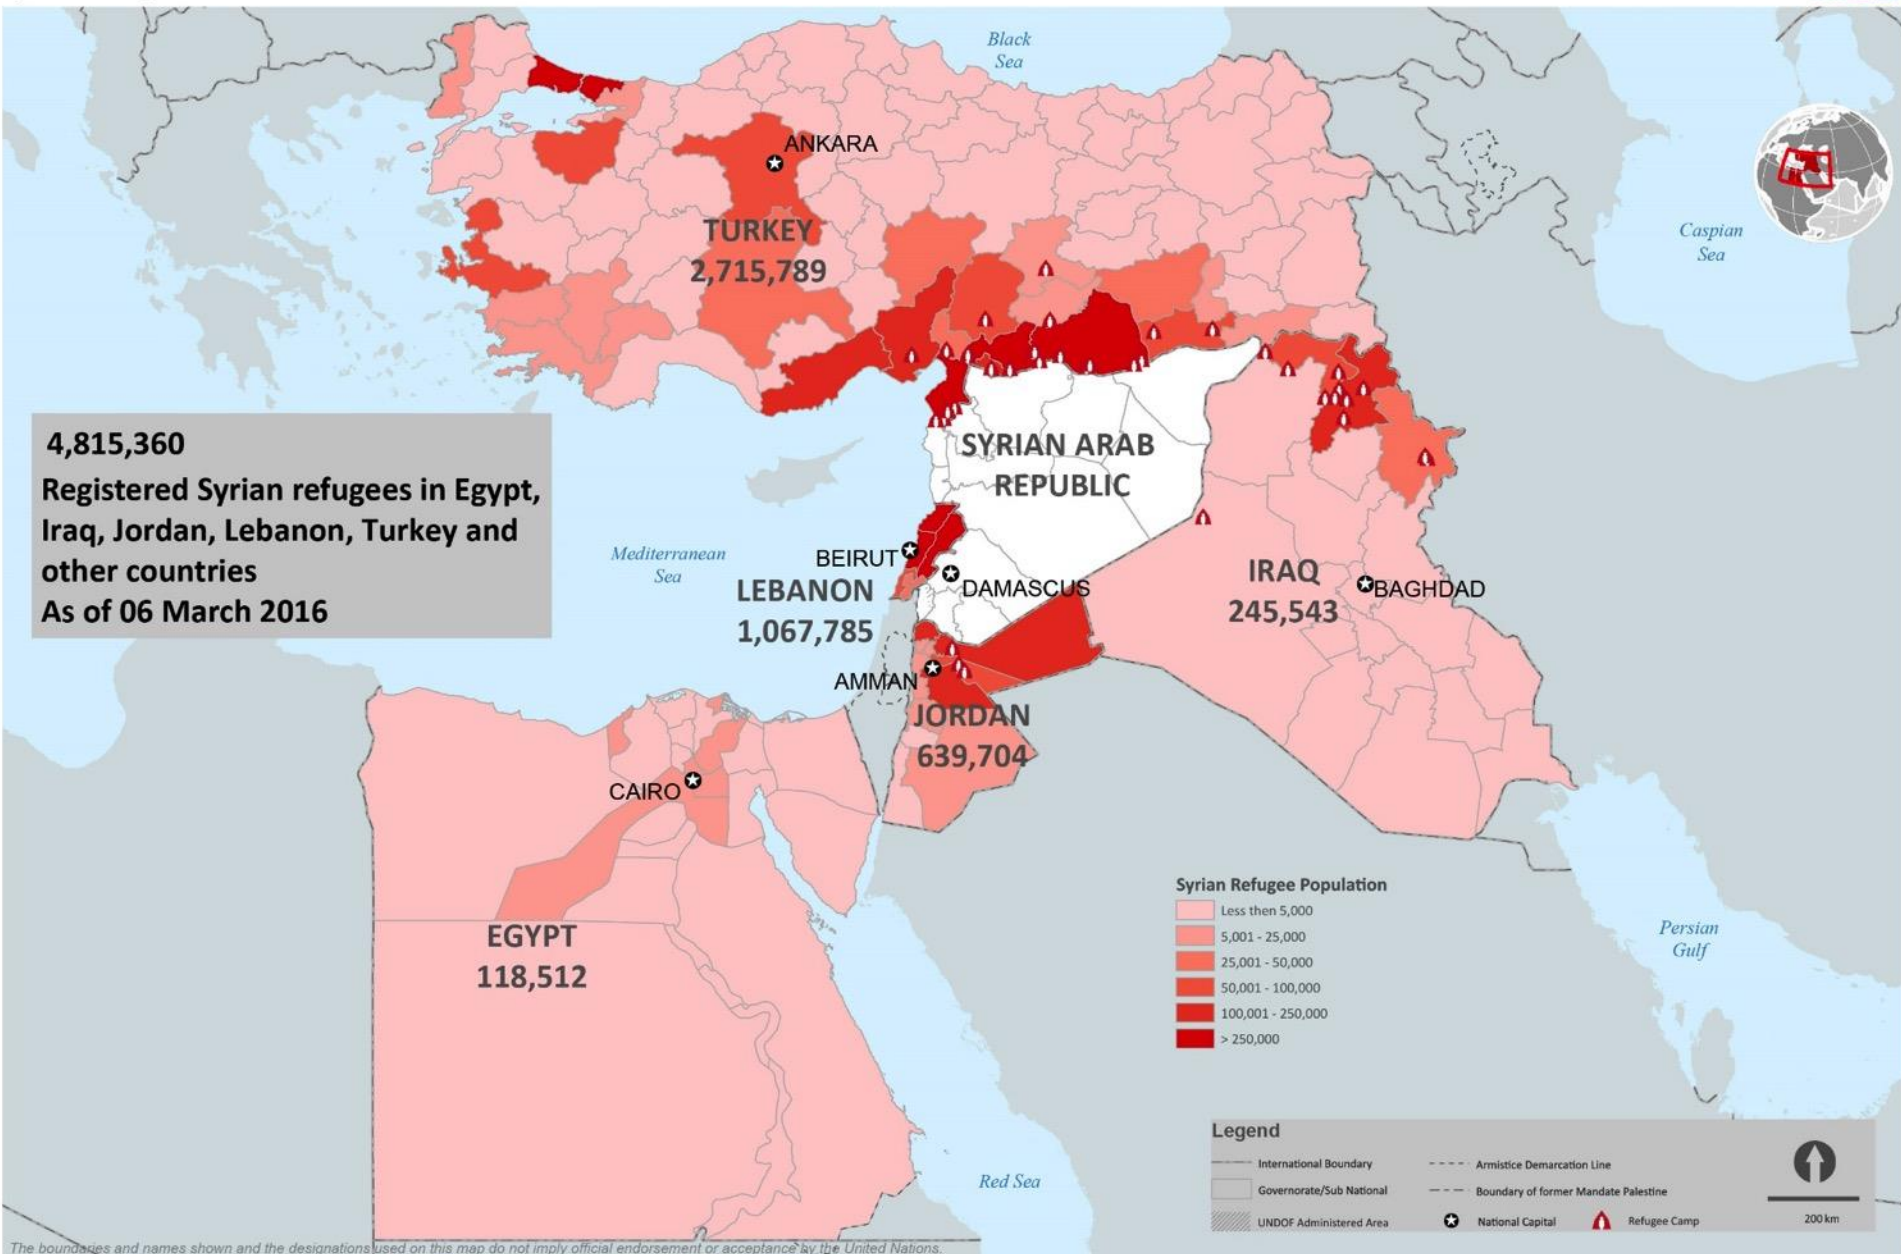 Black
Sea
ANKARA
TURKEY
2,715,789
Caspian
Sea
4,815,360
Registered Syrian refugees in Egypt,
Iraq, Jordan, Lebanon, Turkey and
other countries
As of 06 March 2016
SYRIAN ARAB
REPUBLIC
Mediterranean
Sea
BEIRUT
LEBANON
1,067,785
DAMASCUS
IRAQ
245,543
BAGHDAD
AMMAN
JORDAN
639,704
CAIRO
EGYPT
118,512
Syrian Refugee Population
Less then 5,000
5,001 - 25,000
25,001 - 50,000
50,001 - 100,000
100,001 - 250,000
> 250,000
Persian
Gulf
Red Sea
Legend
International Boundary
Armistice Demarcation Line
Governorate/Sub National
Boundary of former Mandate Palestine
UNDOF Administered Area
National Capital
Refugee Camp
200 km
The boundaries and names shown and the designations used on this map do not imply official endorsement or acceptance by the United Nations.